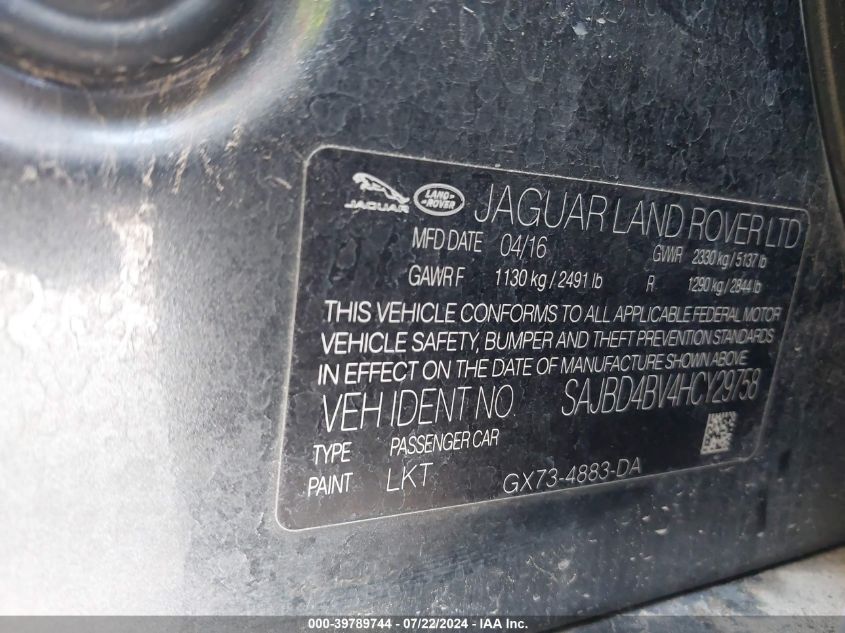 JAGUAR LAND ROVER JAGUAR LAND ROVER LTD
MFD DATE 04/16 GVWR 2330 kg / 5137 lb
GAWR F 1130 kg / 2491 lb R 1290 kg / 2844 lb
THIS VEHICLE CONFORMS TO ALL APPLICABLE FEDERAL MOTOR
VEHICLE SAFETY, BUMPER AND THEFT PREVENTION STANDARDS
IN EFFECT ON THE DATE OF MANUFACTURE SHOWN ABOVE
VEH IDENT NO. SAJBD4BV4HCY29758
TYPE PASSENGER CAR
PAINT LKT GX73-4883-DA
000-39789744 - 07/22/2024 - IAAI, Inc.